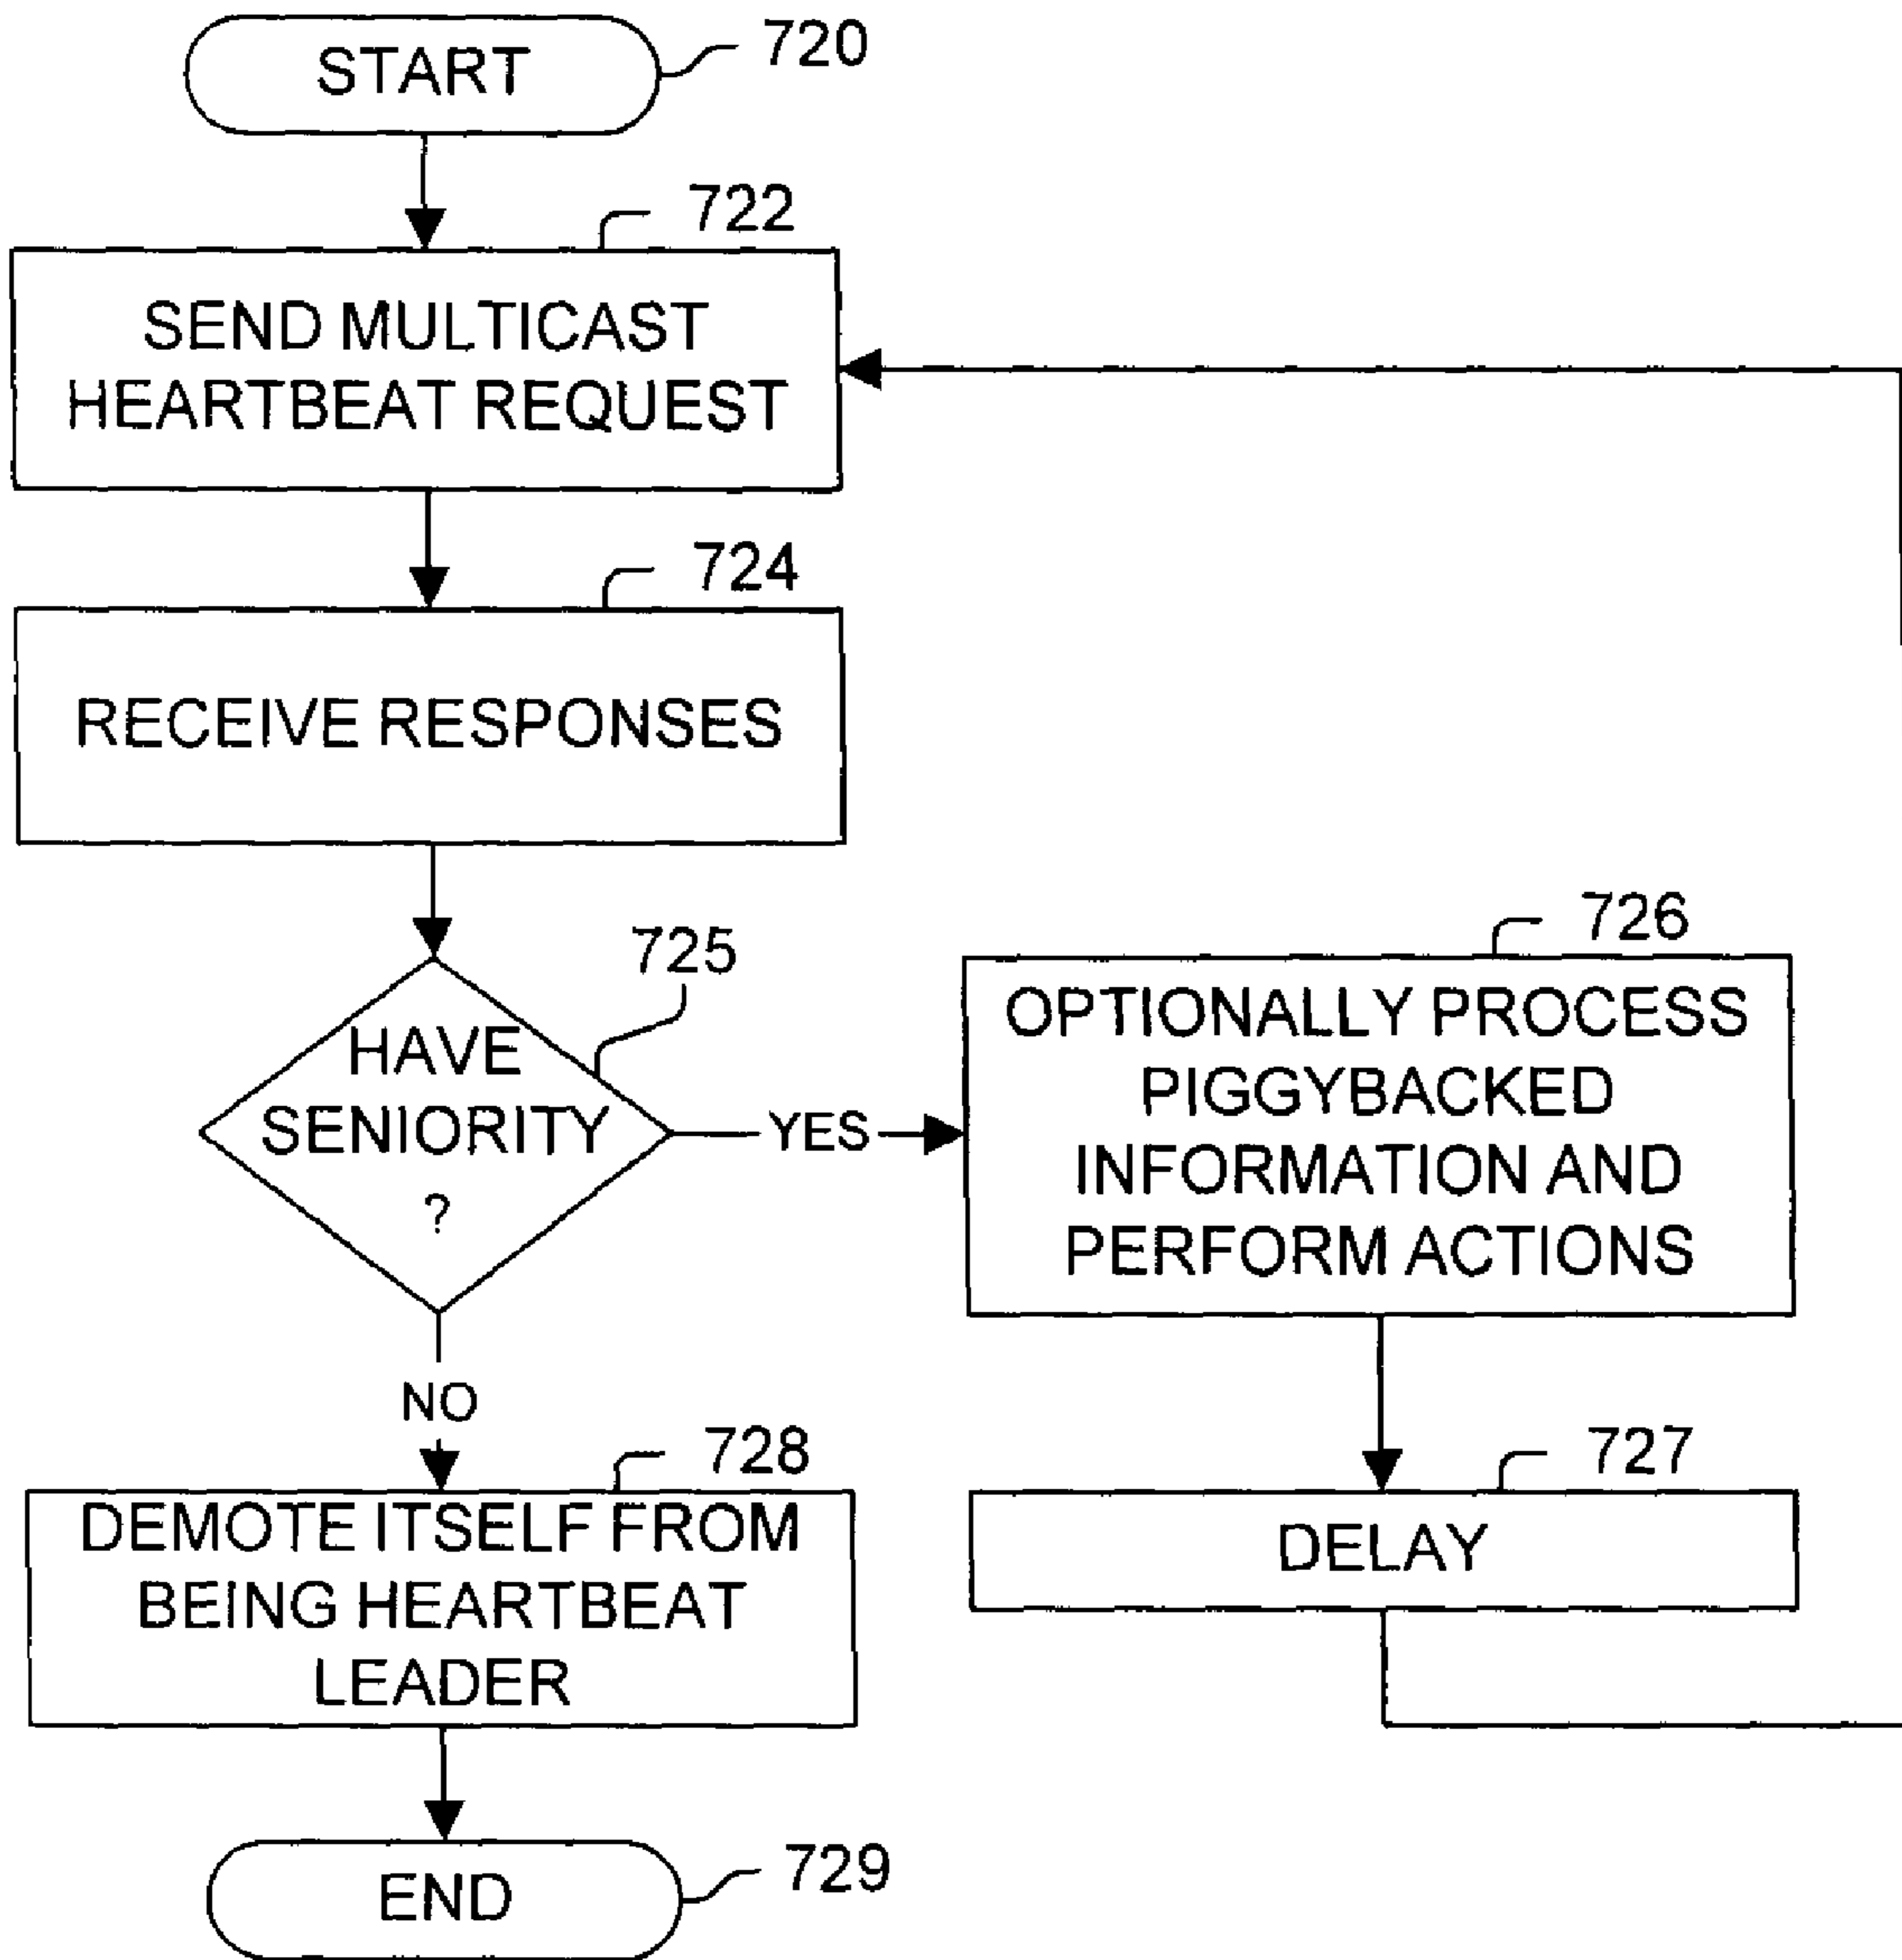 START
720
722
SEND MULTICAST
HEARTBEAT REQUEST
724
RECEIVE RESPONSES
725
HAVE
SENIORITY
?
YES
726
OPTIONALLY PROCESS
PIGGYBACKED
INFORMATION AND
PERFORM ACTIONS
NO
728
DEMOTE ITSELF FROM
BEING HEARTBEAT
LEADER
727
DELAY
END
729